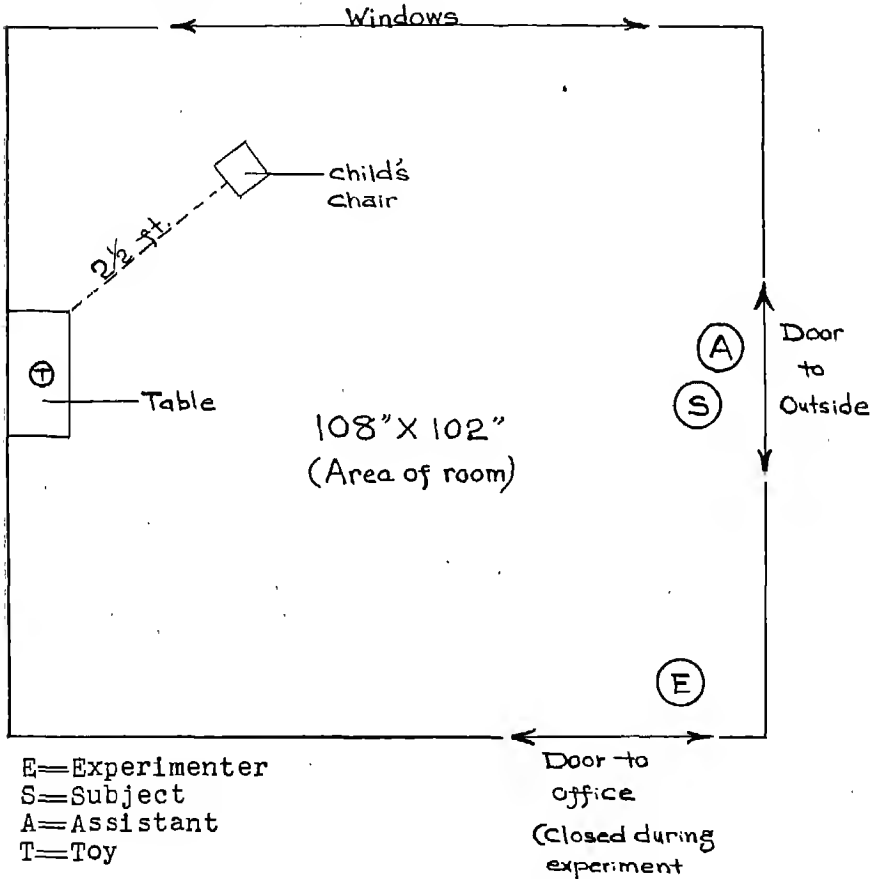 Windows
child's
chair
2½ ft.
T
Table
A
S
Door
to
Outside
108" X 102"
(Area of room)
E
E=Experimenter
S=Subject
A=Assistant
T=Toy
Door to
office
(Closed during
experiment